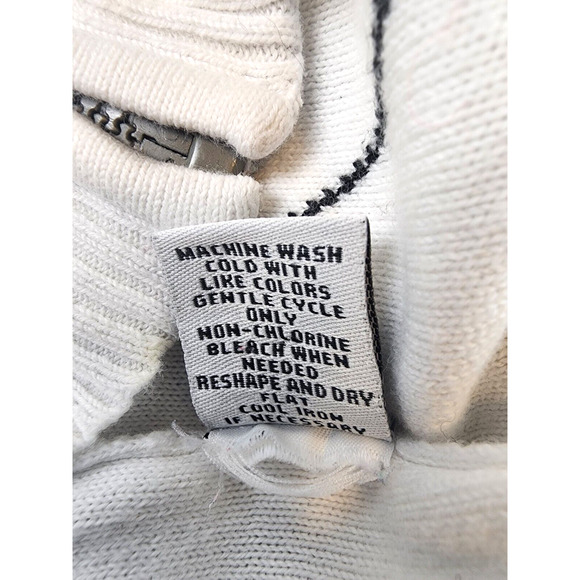 MACHINE WASH
COLD WITH
LIKE COLORS
GENTLE CYCLE
ONLY
NON-CHLORINE
BLEACH WHEN
NEEDED
RESHAPE AND DRY
FLAT
COOL IRON
IF NECESSARY